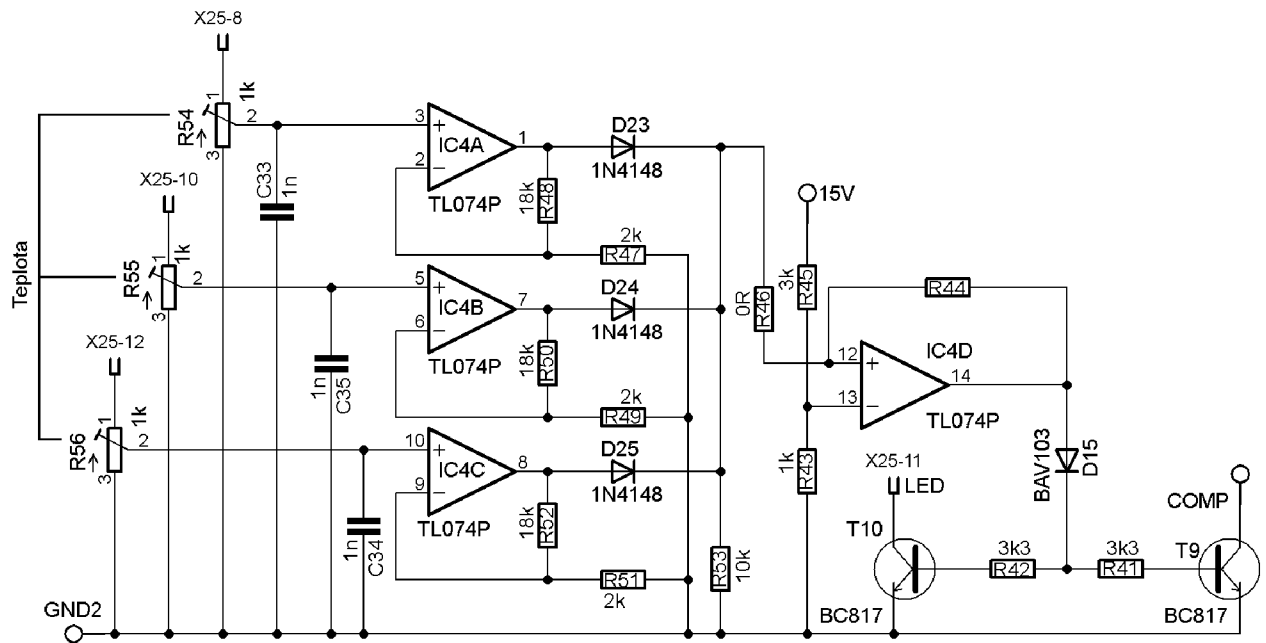 X25-8
1
1k
R54
2
3
X25-10
1
1k
R55
2
3
X25-12
1
1k
R56
2
3
Teplota
GND2
C33
1n
1n
C35
1n
C34
3
+
2
−
IC4A
1
TL074P
18k
R48
2k
R47
D23
1N4148
5
+
6
−
IC4B
7
TL074P
18k
R50
2k
R49
D24
1N4148
10
+
9
−
IC4C
8
TL074P
18k
R52
R51
2k
D25
1N4148
R53
10k
0R
R46
15V
3k
R45
1k
R43
R44
12
+
13
−
IC4D
14
TL074P
BAV103
D15
X25-11
LED
T10
BC817
3k3
R42
3k3
R41
COMP
T9
BC817